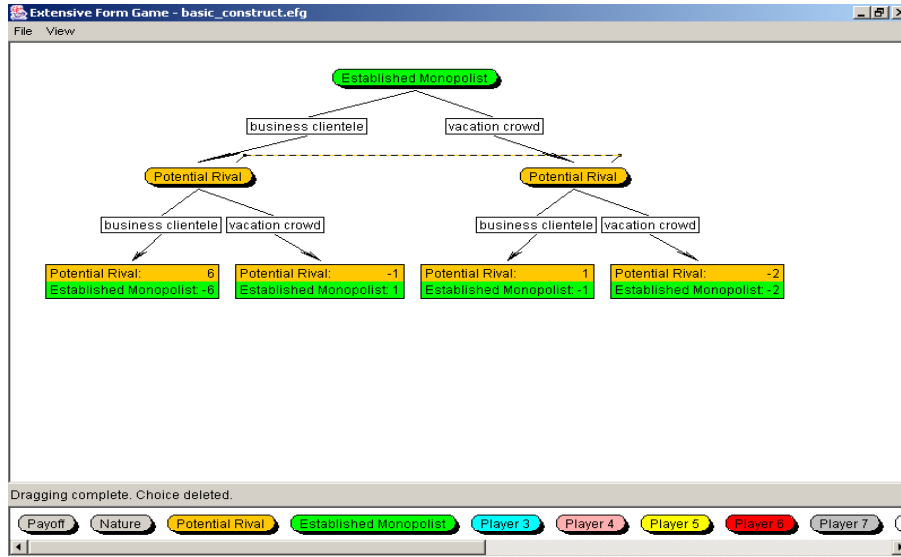 Extensive Form Game - basic_construct.efg
File View
Established Monopolist
business clientele vacation crowd
Potential Rival Potential Rival
business clientele vacation crowd business clientele vacation crowd
Potential Rival: 6 Potential Rival: -1 Potential Rival: 1 Potential Rival: -2
Established Monopolist: -6 Established Monopolist: 1 Established Monopolist: -1 Established Monopolist: -2
Dragging complete. Choice deleted.
Payoff Nature Potential Rival Established Monopolist Player 3 Player 4 Player 5 Player 6 Player 7